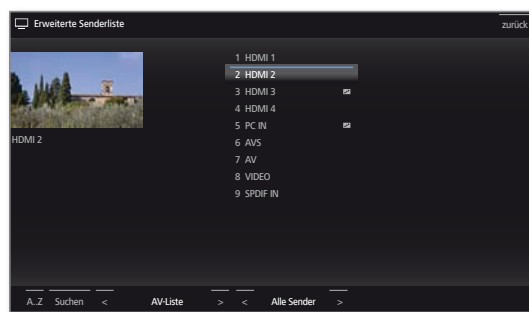 Erweiterte Senderliste
zurück
1 HDMI 1
2 HDMI 2
3 HDMI 3
4 HDMI 4
5 PC IN
6 AVS
7 AV
8 VIDEO
9 SPDIF IN
HDMI 2
A..Z Suchen < AV-Liste > < Alle Sender >